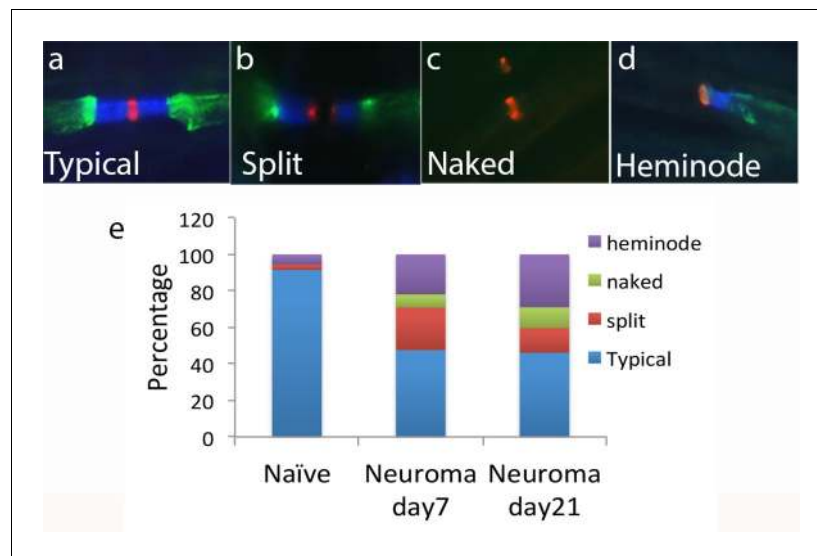 a
Typical
b
Split
c
Naked
d
Heminode
e
Percentage
120
100
80
60
40
20
0
heminode
naked
split
Typical
Naïve
Neuroma
day7
Neuroma
day21